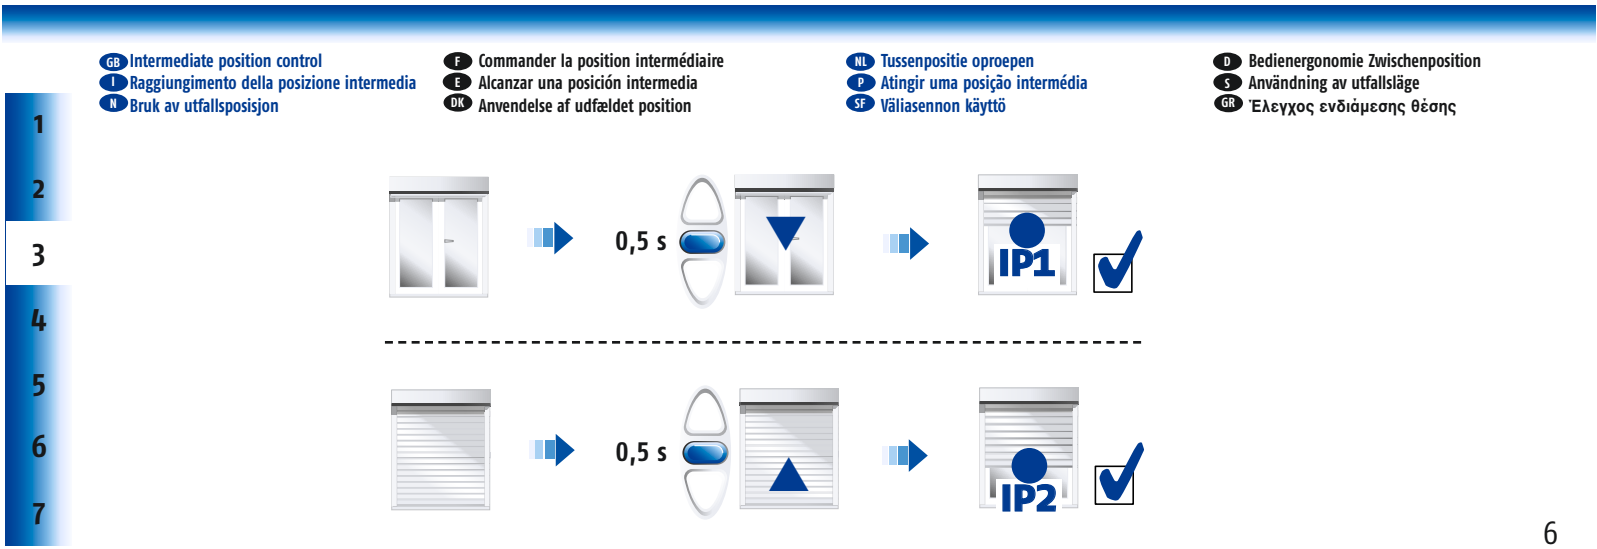 GB Intermediate position control
I Raggiungimento della posizione intermedia
N Bruk av utfallsposisjon
F Commander la position intermédiaire
E Alcanzar una posición intermedia
DK Anvendelse af udfældet position
NL Tussenpositie oproepen
P Atingir uma posição intermédia
SF Väliasennon käyttö
D Bedienergonomie Zwischenposition
S Användning av utfallsläge
GR Έλεγχος ενδιάμεσης θέσης
1
2
3
4
5
6
7
0,5 s
IP1
0,5 s
IP2
6